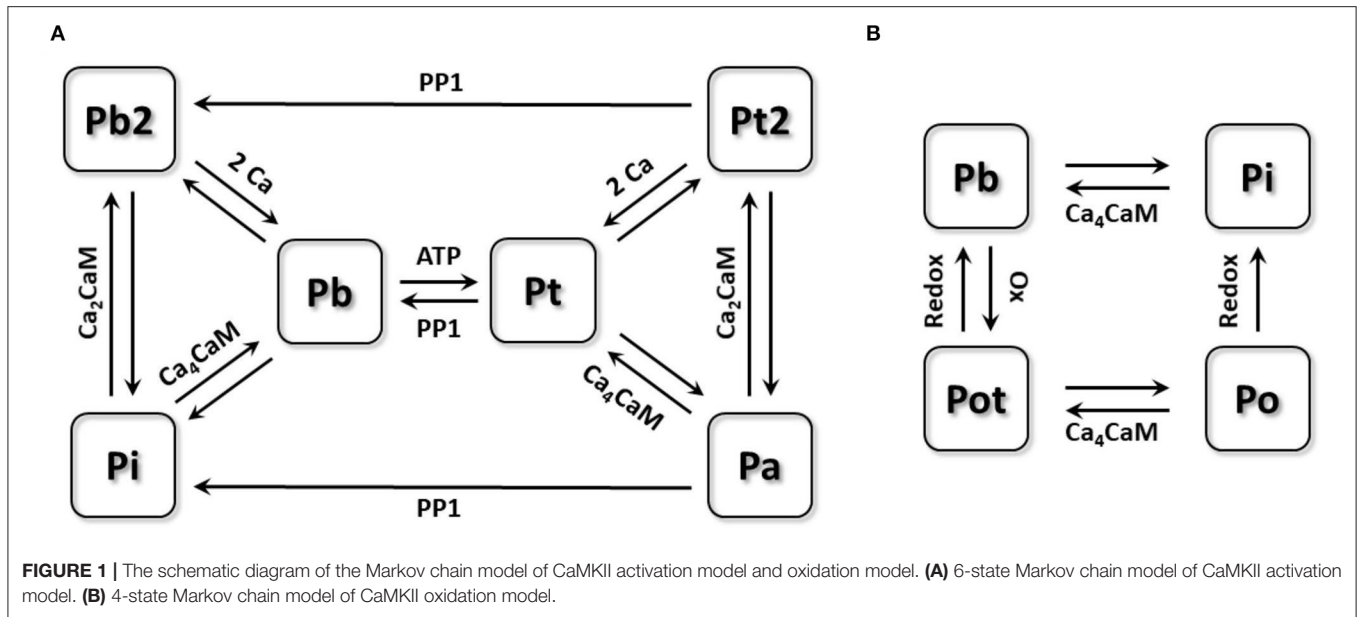 A
B
PP1
Pb2
Pt2
2 Ca
2 Ca
Pb
Pi
Ca₄CaM
Ca₂CaM
Pb
ATP
PP1
Pt
Ca₂CaM
Redox
Ox
Redox
Ca₄CaM
Ca₄CaM
Pot
Po
Ca₄CaM
Pi
Pa
PP1
FIGURE 1 | The schematic diagram of the Markov chain model of CaMKII activation model and oxidation model. (A) 6-state Markov chain model of CaMKII activation
model. (B) 4-state Markov chain model of CaMKII oxidation model.